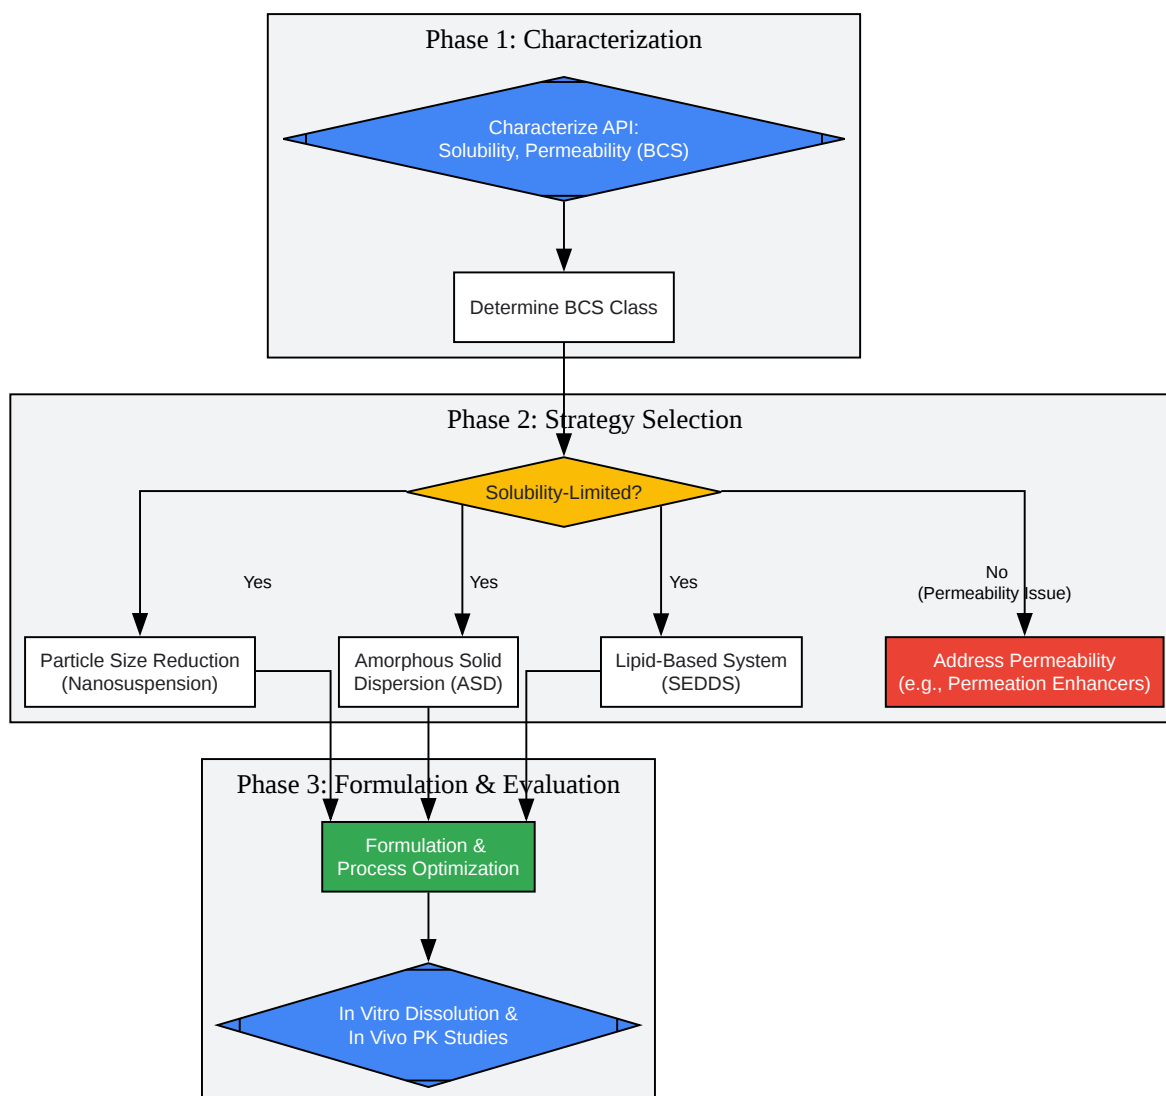 Phase 1: Characterization
Characterize API:
Solubility, Permeability (BCS)
Determine BCS Class
Phase 2: Strategy Selection
Solubility-Limited?
Yes
Yes
Yes
No
(Permeability Issue)
Particle Size Reduction
(Nanosuspension)
Amorphous Solid
Dispersion (ASD)
Lipid-Based System
(SEDDS)
Address Permeability
(e.g., Permeation Enhancers)
Phase 3: Formulation & Evaluation
Formulation &
Process Optimization
In Vitro Dissolution &
In Vivo PK Studies